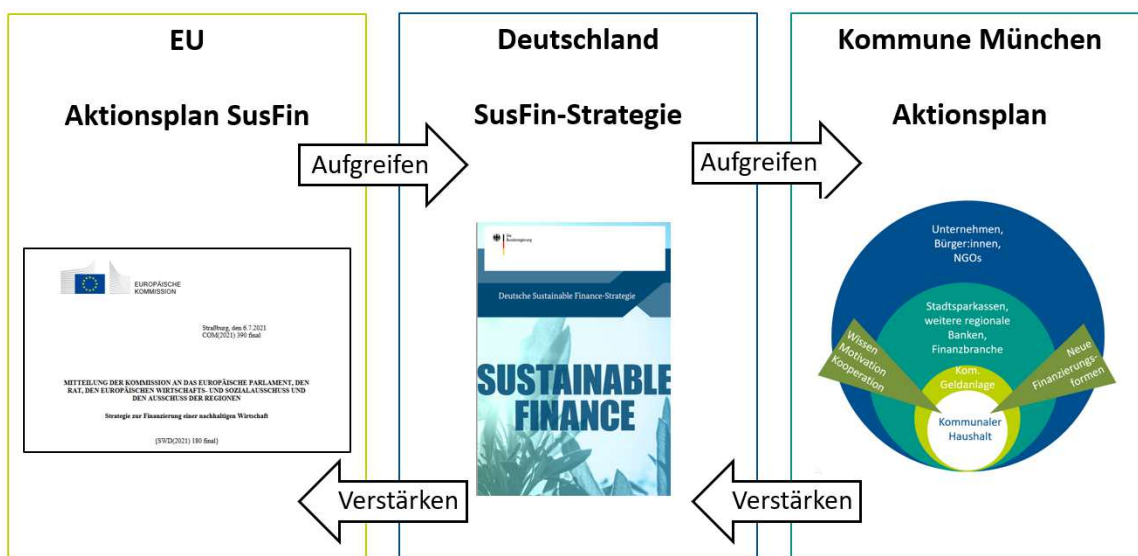 EU
Aktionsplan SusFin
Deutschland
SusFin-Strategie
Kommune München
Aktionsplan
Aufgreifen
Aufgreifen
EUROPÄISCHE
KOMMISSION
Straßburg, den 6.7.2021
COM(2021) 390 final
MITTEILUNG DER KOMMISSION AN DAS EUROPÄISCHE PARLAMENT, DEN
RAT, DEN EUROPÄISCHEN WIRTSCHAFTS- UND SOZIALAUSSCHUSS UND
DEN AUSSCHUSS DER REGIONEN
Strategie zur Finanzierung einer nachhaltigen Wirtschaft
{SWD(2021) 180 final}
Die
Bundesregierung
Deutsche Sustainable Finance-Strategie
SUSTAINABLE
FINANCE
Unternehmen,
Bürger:innen,
NGOs
Stadtsparkassen,
weitere regionale
Banken,
Finanzbranche
Wissen
Motivation
Kooperation
Neue
Finanzierungs-
formen
Kom.
Geldanlage
Kommunaler
Haushalt
Verstärken
Verstärken